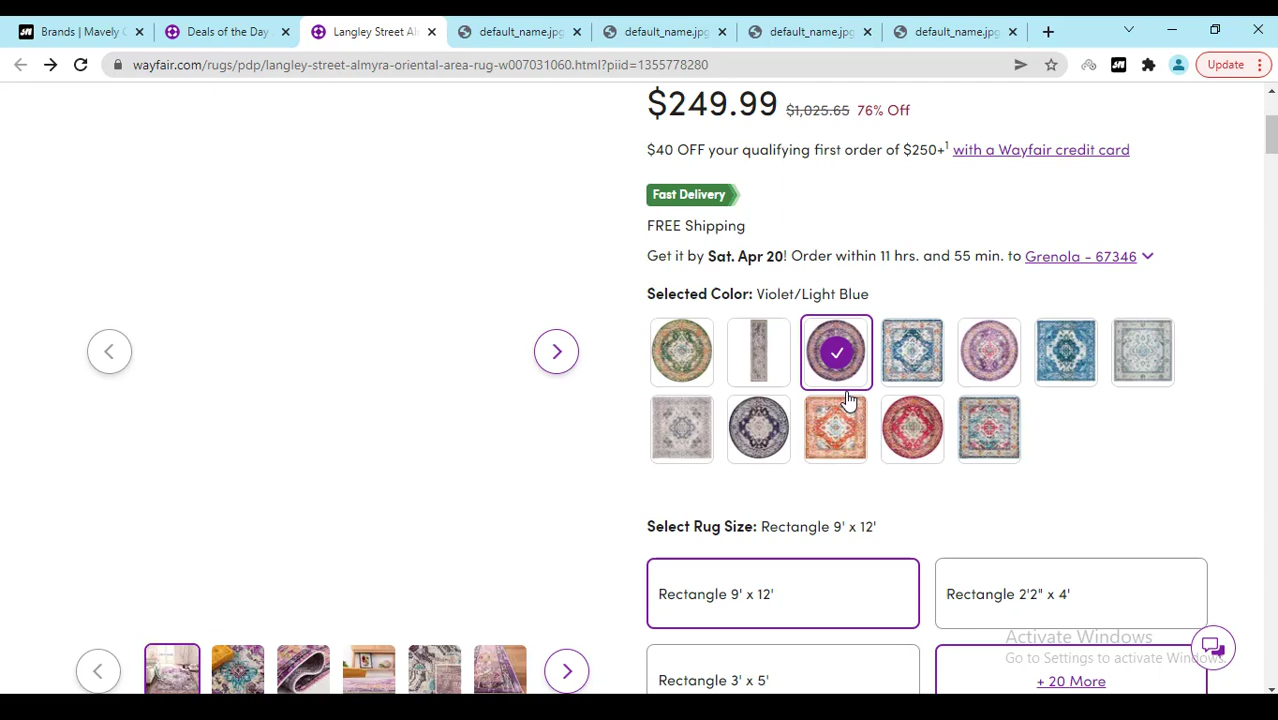 Brands | Mavely C
Deals of the Day
Langley Street Al
default_name.jpg
default_name.jpg
default_name.jpg
default_name.jpg
wayfair.com/rugs/pdp/langley-street-almyra-oriental-area-rug-w007031060.html?piid=1355778280
Update
$249.99 $1,025.65 76% Off
$40 OFF your qualifying first order of $250+1 with a Wayfair credit card
Fast Delivery
FREE Shipping
Get it by Sat. Apr 20! Order within 11 hrs. and 55 min. to Grenola - 67346
Selected Color: Violet/Light Blue
Select Rug Size: Rectangle 9' x 12'
Rectangle 9' x 12'
Rectangle 2'2" x 4'
Activate Windows
Go to Settings to activate Windows.
Rectangle 3' x 5'
+ 20 More